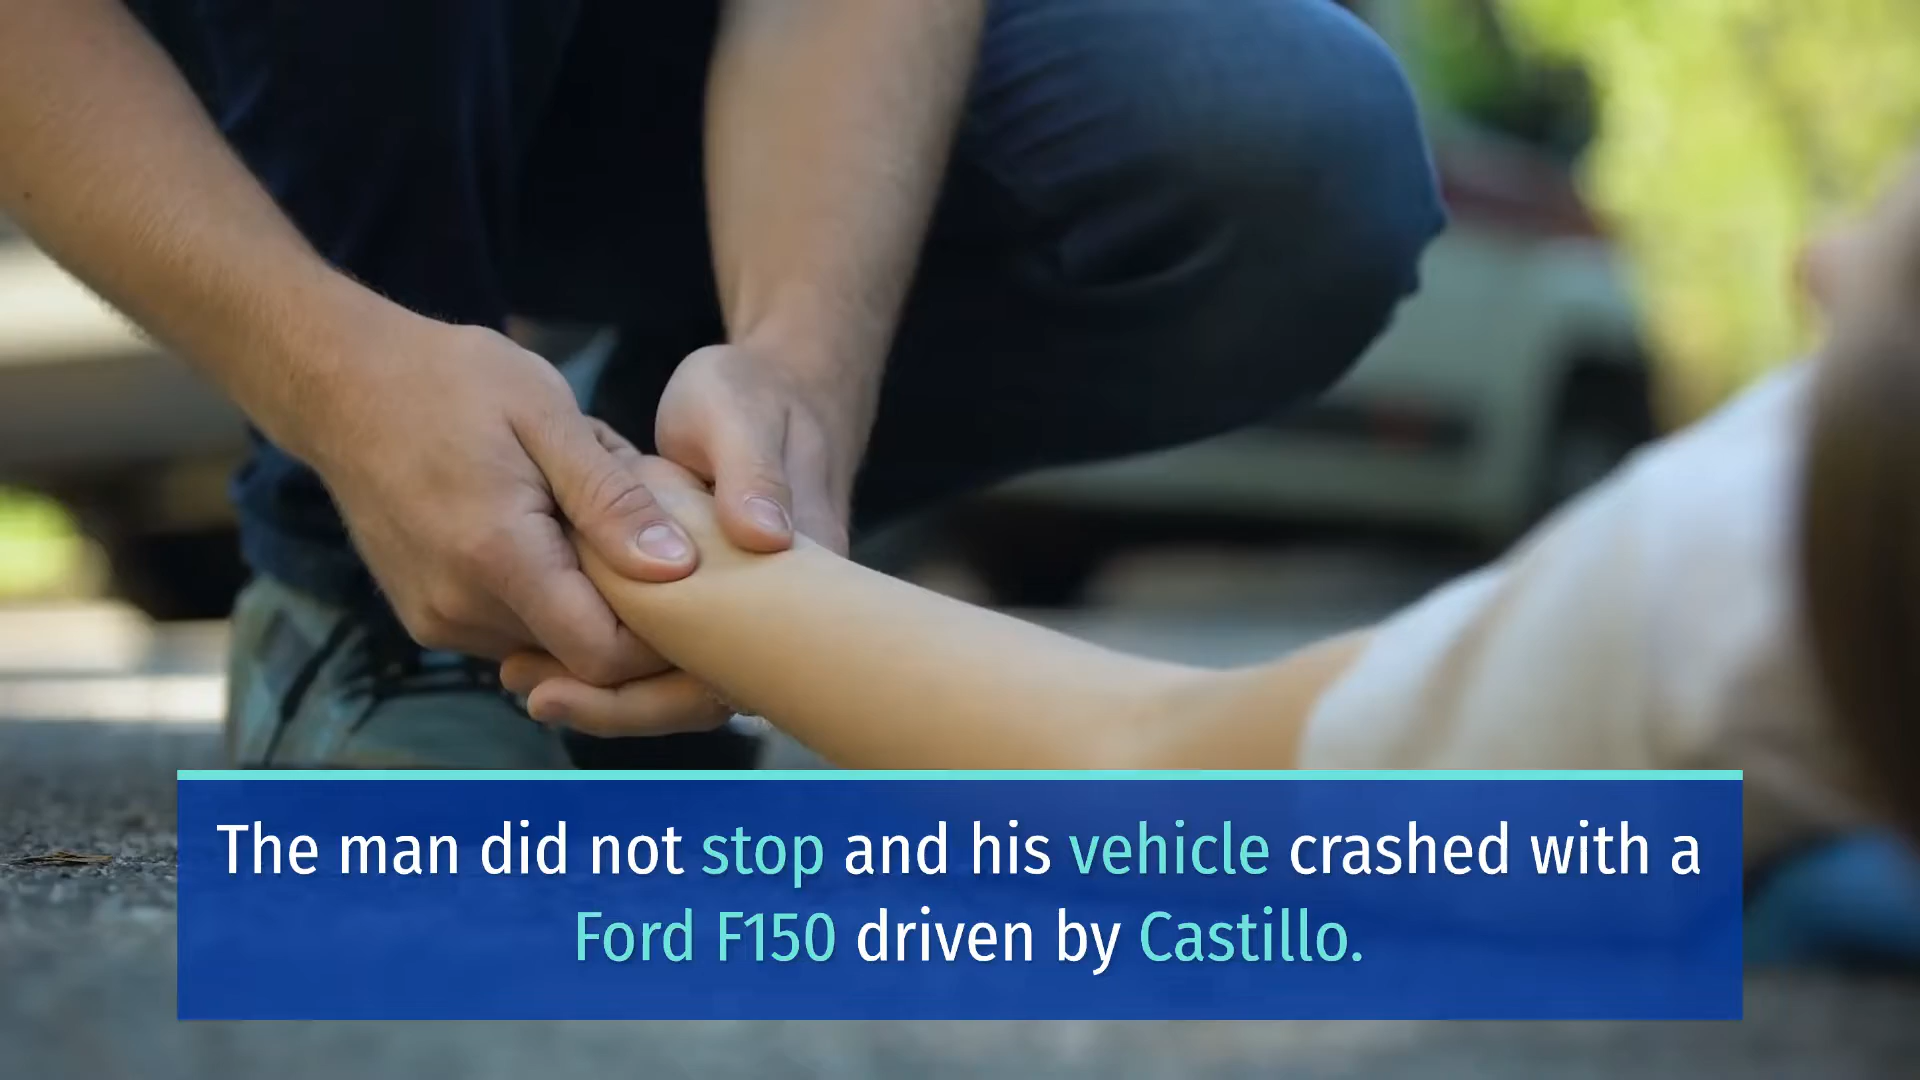 The man did not stop and his vehicle crashed with a
Ford F150 driven by Castillo.